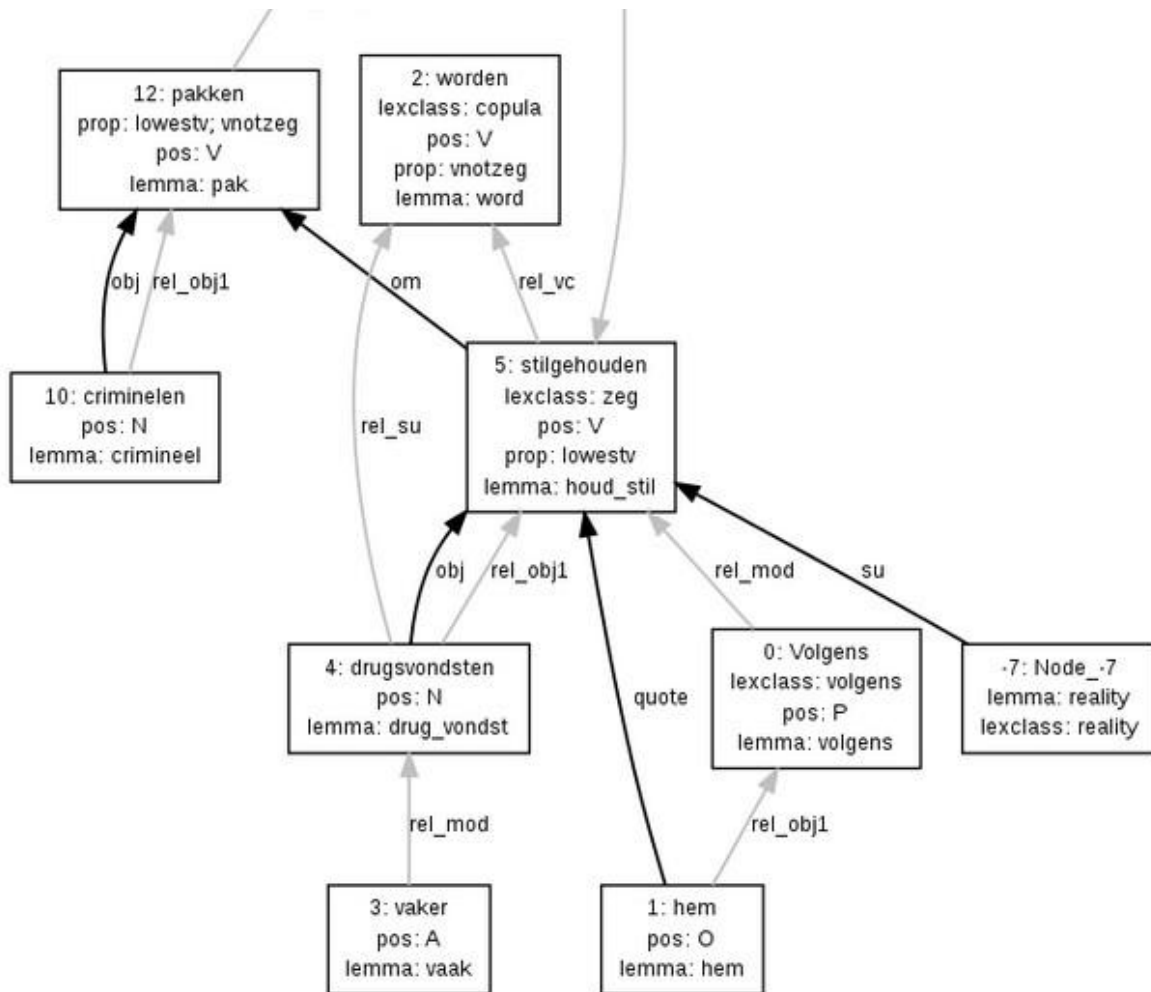 12: pakken
prop: lowestv; vnotzeg
pos: V
lemma: pak
2: worden
lexclass: copula
pos: V
prop: vnotzeg
lemma: word
obj
rel_obj1
om
rel_vc
10: criminelen
pos: N
lemma: crimineel
rel_su
5: stilgehouden
lexclass: zeg
pos: V
prop: lowestv
lemma: houd_stil
obj
rel_obj1
rel_mod
su
4: drugsvondsten
pos: N
lemma: drug_vondst
quote
0: Volgens
lexclass: volgens
pos: P
lemma: volgens
-7: Node_-7
lemma: reality
lexclass: reality
rel_mod
rel_obj1
3: vaker
pos: A
lemma: vaak
1: hem
pos: O
lemma: hem